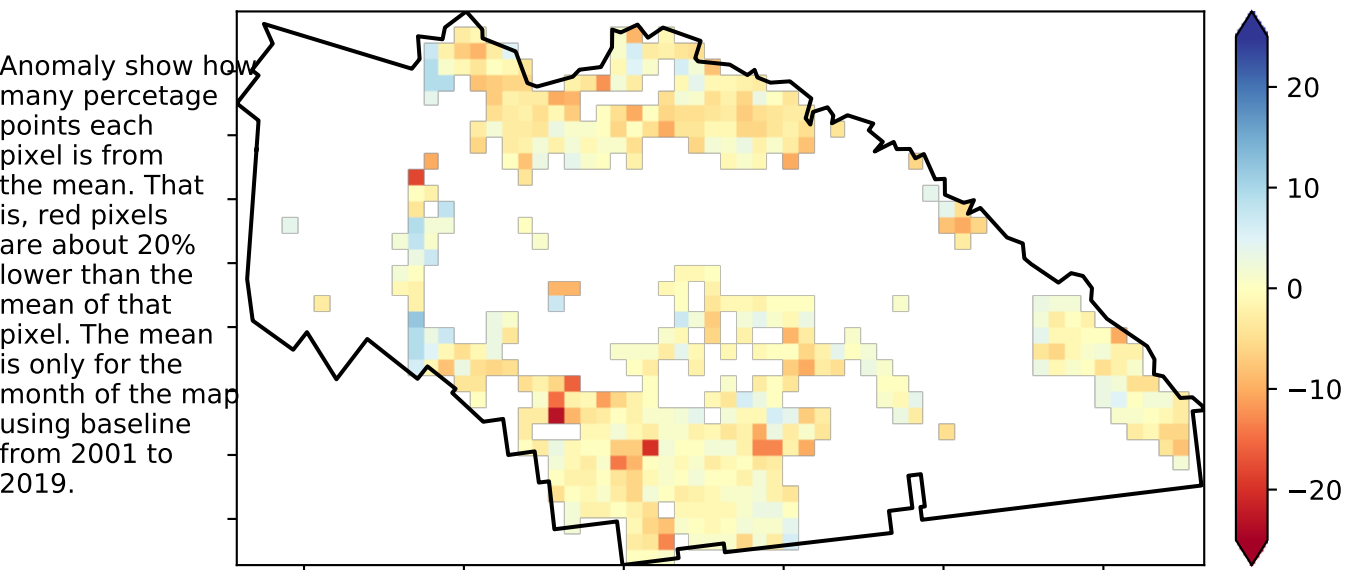 Anomaly show how
many percetage
points each
pixel is from
the mean. That
is, red pixels
are about 20%
lower than the
mean of that
pixel. The mean
is only for the
month of the map
using baseline
from 2001 to
2019.
20
10
0
−10
−20